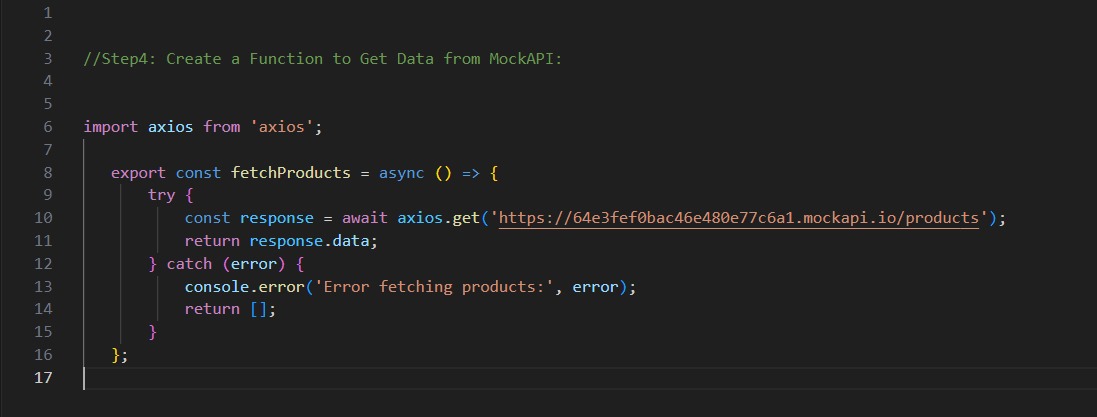 1
2
3 //Step4: Create a Function to Get Data from MockAPI:
4
5
6 import axios from 'axios';
7
8 export const fetchProducts = async () => {
9 try {
10 const response = await axios.get('https://64e3fef0bac46e480e77c6a1.mockapi.io/products');
11 return response.data;
12 } catch (error) {
13 console.error('Error fetching products:', error);
14 return [];
15 }
16 };
17